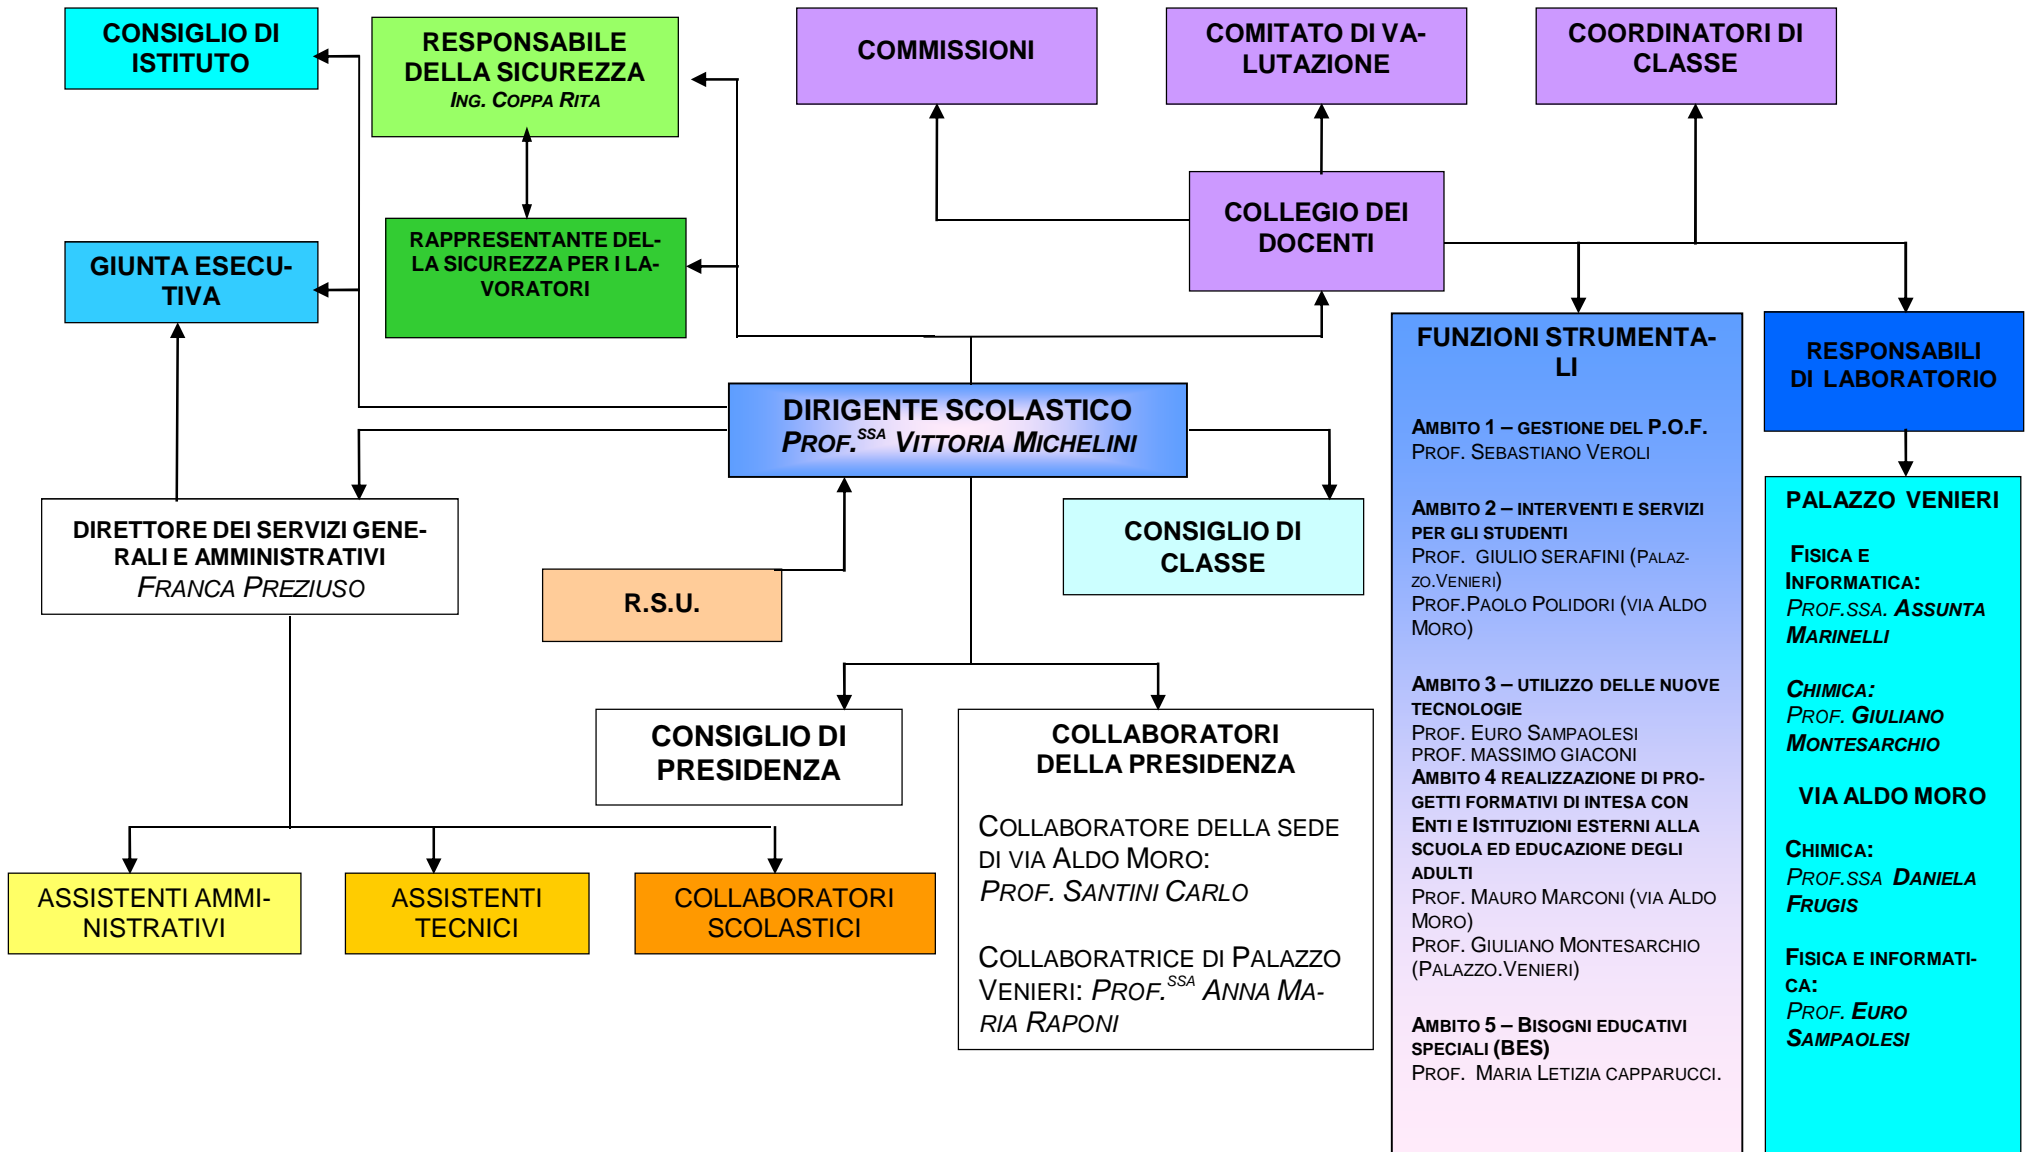 CONSIGLIO DI
ISTITUTO
RESPONSABILE
DELLA SICUREZZA
ING. COPPA RITA
COMMISSIONI
COMITATO DI VA-
LUTAZIONE
COORDINATORI DI
CLASSE
COLLEGIO DEI
DOCENTI
RAPPRESENTANTE DEL-
LA SICUREZZA PER I LA-
VORATORI
GIUNTA ESECU-
TIVA
DIRIGENTE SCOLASTICO
PROF.SSA VITTORIA MICHELINI
DIRETTORE DEI SERVIZI GENE-
RALI E AMMINISTRATIVI
FRANCA PREZIUSO
R.S.U.
CONSIGLIO DI
CLASSE
CONSIGLIO DI
PRESIDENZA
COLLABORATORI
DELLA PRESIDENZA
COLLABORATORE DELLA SEDE
DI VIA ALDO MORO:
PROF. SANTINI CARLO
COLLABORATRICE DI PALAZZO
VENIERI: PROF.SSA ANNA MA-
RIA RAPONI
ASSISTENTI AMMI-
NISTRATIVI
ASSISTENTI
TECNICI
COLLABORATORI
SCOLASTICI
FUNZIONI STRUMENTA-
LI
AMBITO 1 – GESTIONE DEL P.O.F.
PROF. SEBASTIANO VEROLI
AMBITO 2 – INTERVENTI E SERVIZI
PER GLI STUDENTI
PROF. GIULIO SERAFINI (PALAZ-
ZO.VENIERI)
PROF.PAOLO POLIDORI (VIA ALDO
MORO)
AMBITO 3 – UTILIZZO DELLE NUOVE
TECNOLOGIE
PROF. EURO SAMPAOLESI
PROF. MASSIMO GIACONI
AMBITO 4 REALIZZAZIONE DI PRO-
GETTI FORMATIVI DI INTESA CON
ENTI E ISTITUZIONI ESTERNI ALLA
SCUOLA ED EDUCAZIONE DEGLI
ADULTI
PROF. MAURO MARCONI (VIA ALDO
MORO)
PROF. GIULIANO MONTESARCHIO
(PALAZZO.VENIERI)
AMBITO 5 – BISOGNI EDUCATIVI
SPECIALI (BES)
PROF. MARIA LETIZIA CAPPARUCCI.
RESPONSABILI
DI LABORATORIO
PALAZZO VENIERI
FISICA E
INFORMATICA:
PROF.SSA. ASSUNTA
MARINELLI
CHIMICA:
PROF. GIULIANO
MONTESARCHIO
VIA ALDO MORO
CHIMICA:
PROF.SSA DANIELA
FRUGIS
FISICA E INFORMATI-
CA:
PROF. EURO
SAMPAOLESI